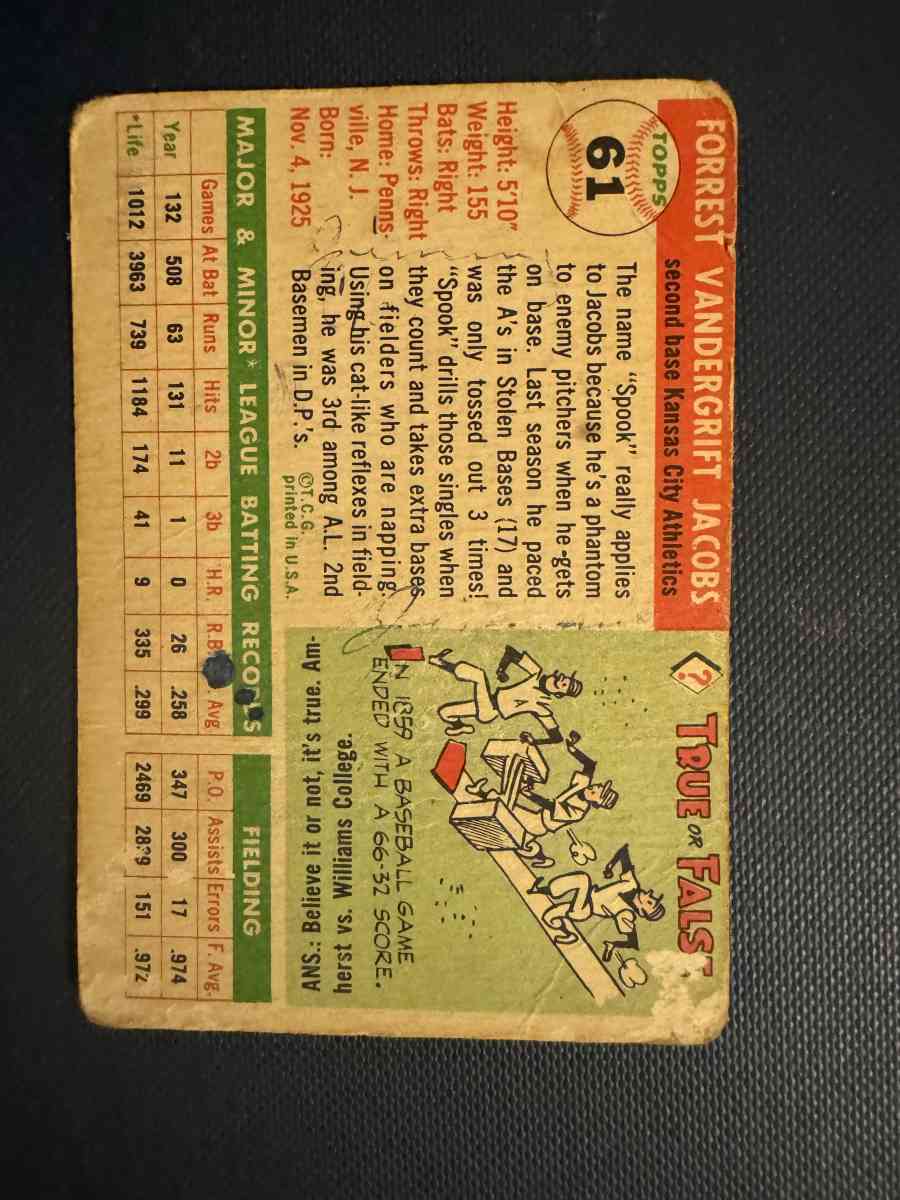 FORREST VANDERGRIFT JACOBS
second base Kansas City Athletics
TOPPS
61
Height: 5'10"
Weight: 155
Bats: Right
Throws: Right
Home: Penns-
ville, N. J.
Born:
Nov. 4, 1925
The name "Spook" really applies
to Jacobs because he's a phantom
to enemy pitchers when he gets
on base. Last season he paced
the A's in Stolen Bases (17) and
was only tossed out 3 times!
"Spook" drills those singles when
they count and takes extra bases
on fielders who are napping.
Using his cat-like reflexes in field-
ing, he was 3rd among A.L. 2nd
Basemen in D.P.'s.
©T.C.G.
printed in U.S.A.
?
TRUE OR FALSE
IN 1859 A BASEBALL GAME
ENDED WITH A 66-32 SCORE.
ANS.: Believe it or not, it's true. Am-
herst vs. Williams College.
MAJOR & MINOR* LEAGUE BATTING RECORDS FIELDING
Games At Bat Runs Hits 2b 3b H.R. R.B. Avg P.O. Assists Errors F. Avg.
Year 132 508 63 131 11 1 0 26 .258 347 300 17 .974
*Life 1012 3963 739 1184 174 41 9 335 .299 2469 151 .972